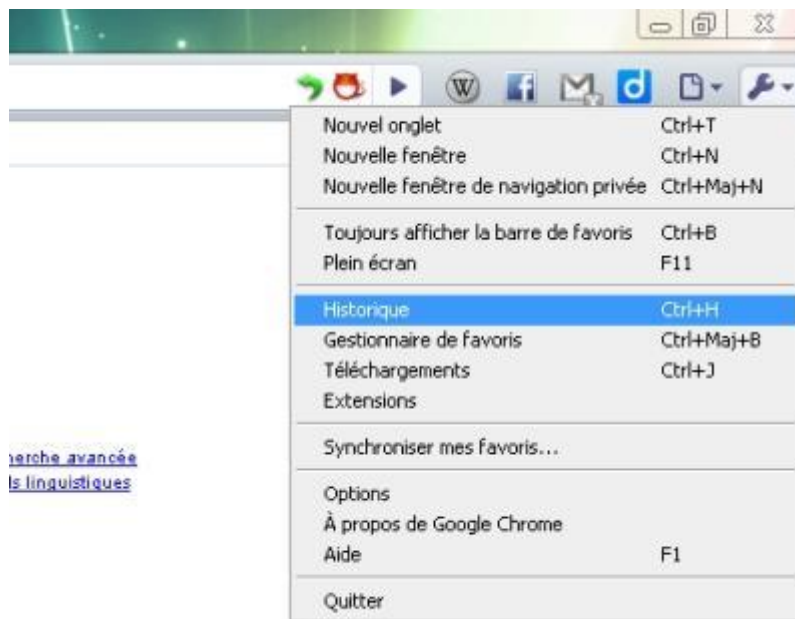 W f M d
Nouvel onglet Ctrl+T
Nouvelle fenêtre Ctrl+N
Nouvelle fenêtre de navigation privée Ctrl+Maj+N
Toujours afficher la barre de favoris Ctrl+B
Plein écran F11
Historique Ctrl+H
Gestionnaire de favoris Ctrl+Maj+B
Téléchargements Ctrl+J
Extensions
herche avancée
Synchroniser mes favoris...
ls linguistiques
Options
À propos de Google Chrome
Aide F1
Quitter